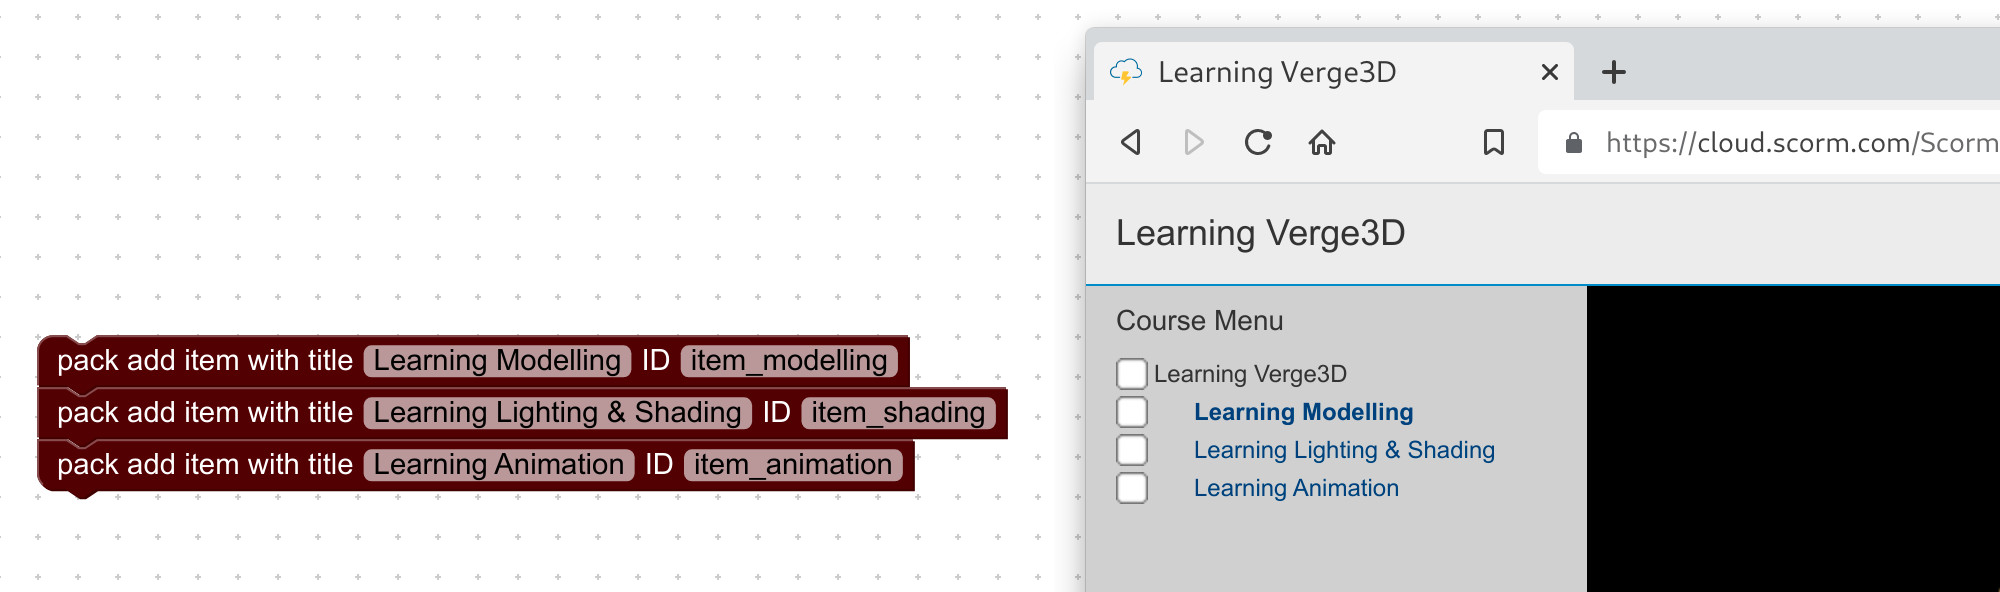 pack add item with title Learning Modelling ID item_modelling
pack add item with title Learning Lighting & Shading ID item_shading
pack add item with title Learning Animation ID item_animation
Learning Verge3D
https://cloud.scorm.com/Scorm
Learning Verge3D
Course Menu
Learning Verge3D
Learning Modelling
Learning Lighting & Shading
Learning Animation